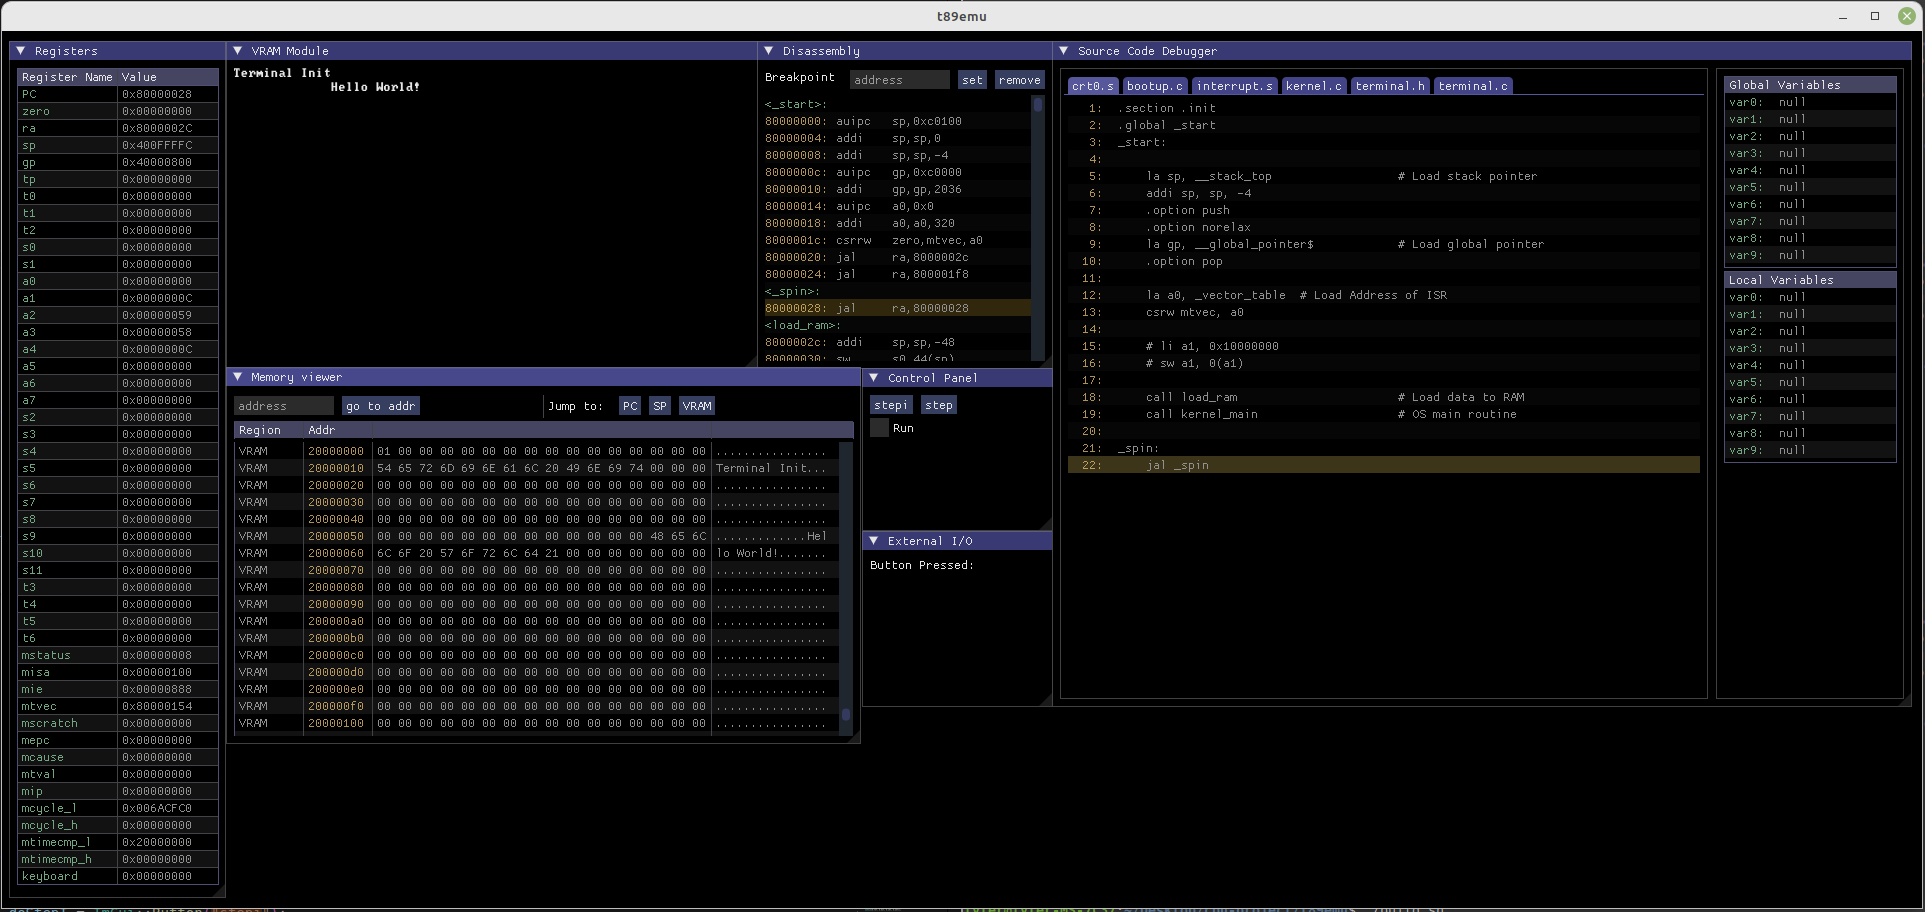 t89emu
Registers
Register Name Value
PC 0x80000028
zero 0x00000000
ra 0x8000002C
sp 0x400FFFFC
gp 0x40000800
tp 0x00000000
t0 0x00000000
t1 0x00000000
t2 0x00000000
s0 0x00000000
s1 0x00000000
a0 0x00000000
a1 0x0000000C
a2 0x00000059
a3 0x00000058
a4 0x0000000C
a5 0x00000000
a6 0x00000000
a7 0x00000000
s2 0x00000000
s3 0x00000000
s4 0x00000000
s5 0x00000000
s6 0x00000000
s7 0x00000000
s8 0x00000000
s9 0x00000000
s10 0x00000000
s11 0x00000000
t3 0x00000000
t4 0x00000000
t5 0x00000000
t6 0x00000000
mstatus 0x00000008
misa 0x00000100
mie 0x00000888
mtvec 0x80000154
mscratch 0x00000000
mepc 0x00000000
mcause 0x00000000
mtval 0x00000000
mip 0x00000000
mcycle_l 0x006ACFC0
mcycle_h 0x00000000
mtimecmp_l 0x20000000
mtimecmp_h 0x00000000
keyboard 0x00000000
VRAM Module
Terminal Init
Hello World!
Disassembly
Breakpoint address set remove
<_start>:
80000000: auipc sp,0xc0100
80000004: addi sp,sp,0
80000008: addi sp,sp,-4
8000000c: auipc gp,0xc0000
80000010: addi gp,gp,2036
80000014: auipc a0,0x0
80000018: addi a0,a0,320
8000001c: csrrw zero,mtvec,a0
80000020: jal ra,8000002c
80000024: jal ra,800001f8
<_spin>:
80000028: jal ra,80000028
<load_ram>:
8000002c: addi sp,sp,-48
80000030: sw s0,44(sp)
Memory viewer
address go to addr Jump to: PC SP VRAM
Region Addr
VRAM 20000000 01 00 00 00 00 00 00 00 00 00 00 00 00 00 00 00 ................
VRAM 20000010 54 65 72 6D 69 6E 61 6C 20 49 6E 69 74 00 00 00 Terminal Init...
VRAM 20000020 00 00 00 00 00 00 00 00 00 00 00 00 00 00 00 00 ................
VRAM 20000030 00 00 00 00 00 00 00 00 00 00 00 00 00 00 00 00 ................
VRAM 20000040 00 00 00 00 00 00 00 00 00 00 00 00 00 00 00 00 ................
VRAM 20000050 00 00 00 00 00 00 00 00 00 00 00 00 00 48 65 6C .............Hel
VRAM 20000060 6C 6F 20 57 6F 72 6C 64 21 00 00 00 00 00 00 00 lo World!.......
VRAM 20000070 00 00 00 00 00 00 00 00 00 00 00 00 00 00 00 00 ................
VRAM 20000080 00 00 00 00 00 00 00 00 00 00 00 00 00 00 00 00 ................
VRAM 20000090 00 00 00 00 00 00 00 00 00 00 00 00 00 00 00 00 ................
VRAM 200000a0 00 00 00 00 00 00 00 00 00 00 00 00 00 00 00 00 ................
VRAM 200000b0 00 00 00 00 00 00 00 00 00 00 00 00 00 00 00 00 ................
VRAM 200000c0 00 00 00 00 00 00 00 00 00 00 00 00 00 00 00 00 ................
VRAM 200000d0 00 00 00 00 00 00 00 00 00 00 00 00 00 00 00 00 ................
VRAM 200000e0 00 00 00 00 00 00 00 00 00 00 00 00 00 00 00 00 ................
VRAM 200000f0 00 00 00 00 00 00 00 00 00 00 00 00 00 00 00 00 ................
VRAM 20000100 00 00 00 00 00 00 00 00 00 00 00 00 00 00 00 00 ................
Control Panel
stepi step
Run
External I/O
Button Pressed:
Source Code Debugger
crt0.s bootup.c interrupt.s kernel.c terminal.h terminal.c
1: .section .init
2: .global _start
3: _start:
4:
5: la sp, __stack_top # Load stack pointer
6: addi sp, sp, -4
7: .option push
8: .option norelax
9: la gp, __global_pointer$ # Load global pointer
10: .option pop
11:
12: la a0, _vector_table # Load Address of ISR
13: csrw mtvec, a0
14:
15: # li a1, 0x10000000
16: # sw a1, 0(a1)
17:
18: call load_ram # Load data to RAM
19: call kernel_main # OS main routine
20:
21: _spin:
22: jal _spin
Global Variables
var0: null
var1: null
var2: null
var3: null
var4: null
var5: null
var6: null
var7: null
var8: null
var9: null
Local Variables
var0: null
var1: null
var2: null
var3: null
var4: null
var5: null
var6: null
var7: null
var8: null
var9: null